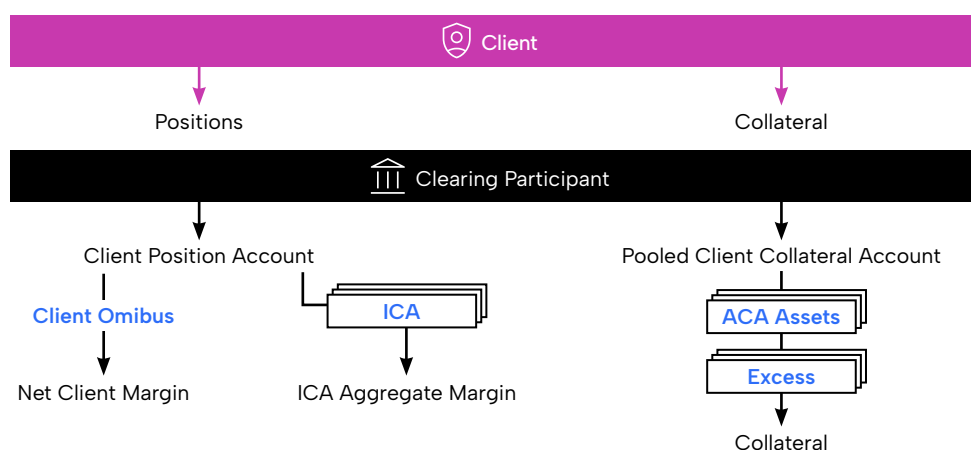 Client
Positions
Collateral
Clearing Participant
Client Position Account
Pooled Client Collateral Account
Client Omibus
ICA
ACA Assets
Excess
Net Client Margin
ICA Aggregate Margin
Collateral